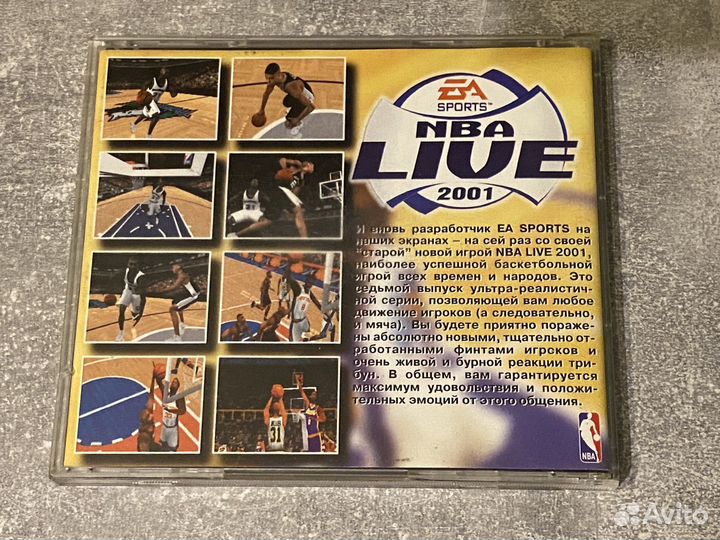 EA
SPORTS™
NBA
LIVE
2001
И вновь разработчик EA SPORTS на
наших экранах – на сей раз со своей
"старой" новой игрой NBA LIVE 2001,
наиболее успешной баскетбольной
игрой всех времен и народов. Это
седьмой выпуск ультра-реалистич-
ной серии, позволяющей вам любое
движение игроков (а следовательно,
и мяча). Вы будете приятно пораже-
ны абсолютно новыми, тщательно от-
работанными финтами игроков и
очень живой и бурной реакции три-
бун. В общем, вам гарантируется
максимум удовольствия и положи-
тельных эмоций от этого общения.
31
NBA
Avito